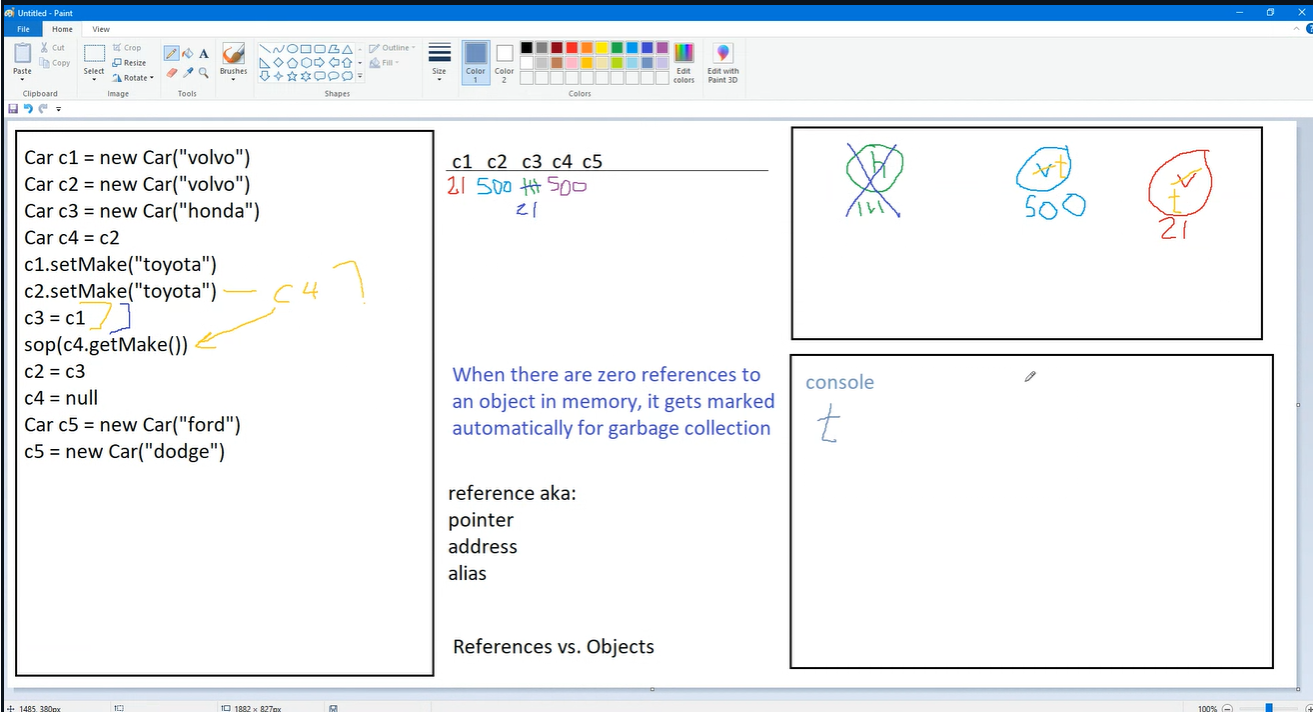 Untitled - Paint
File Home View
Paste
Cut
Copy
Clipboard
Select
Crop
Resize
Rotate
Image
Tools
Brushes
Shapes
Outline
Fill
Size
Color 1
Color 2
Colors
Edit colors
Edit with Paint 3D
Car c1 = new Car("volvo")
Car c2 = new Car("volvo")
Car c3 = new Car("honda")
Car c4 = c2
c1.setMake("toyota")
c2.setMake("toyota") c4
c3 = c1
sop(c4.getMake())
c2 = c3
c4 = null
Car c5 = new Car("ford")
c5 = new Car("dodge")
c1 c2 c3 c4 c5
21 500 111 500
21
When there are zero references to
an object in memory, it gets marked
automatically for garbage collection
reference aka:
pointer
address
alias
References vs. Objects
h
111
v t
500
v
t
21
console
t
1485, 380px
1882 × 827px
100%